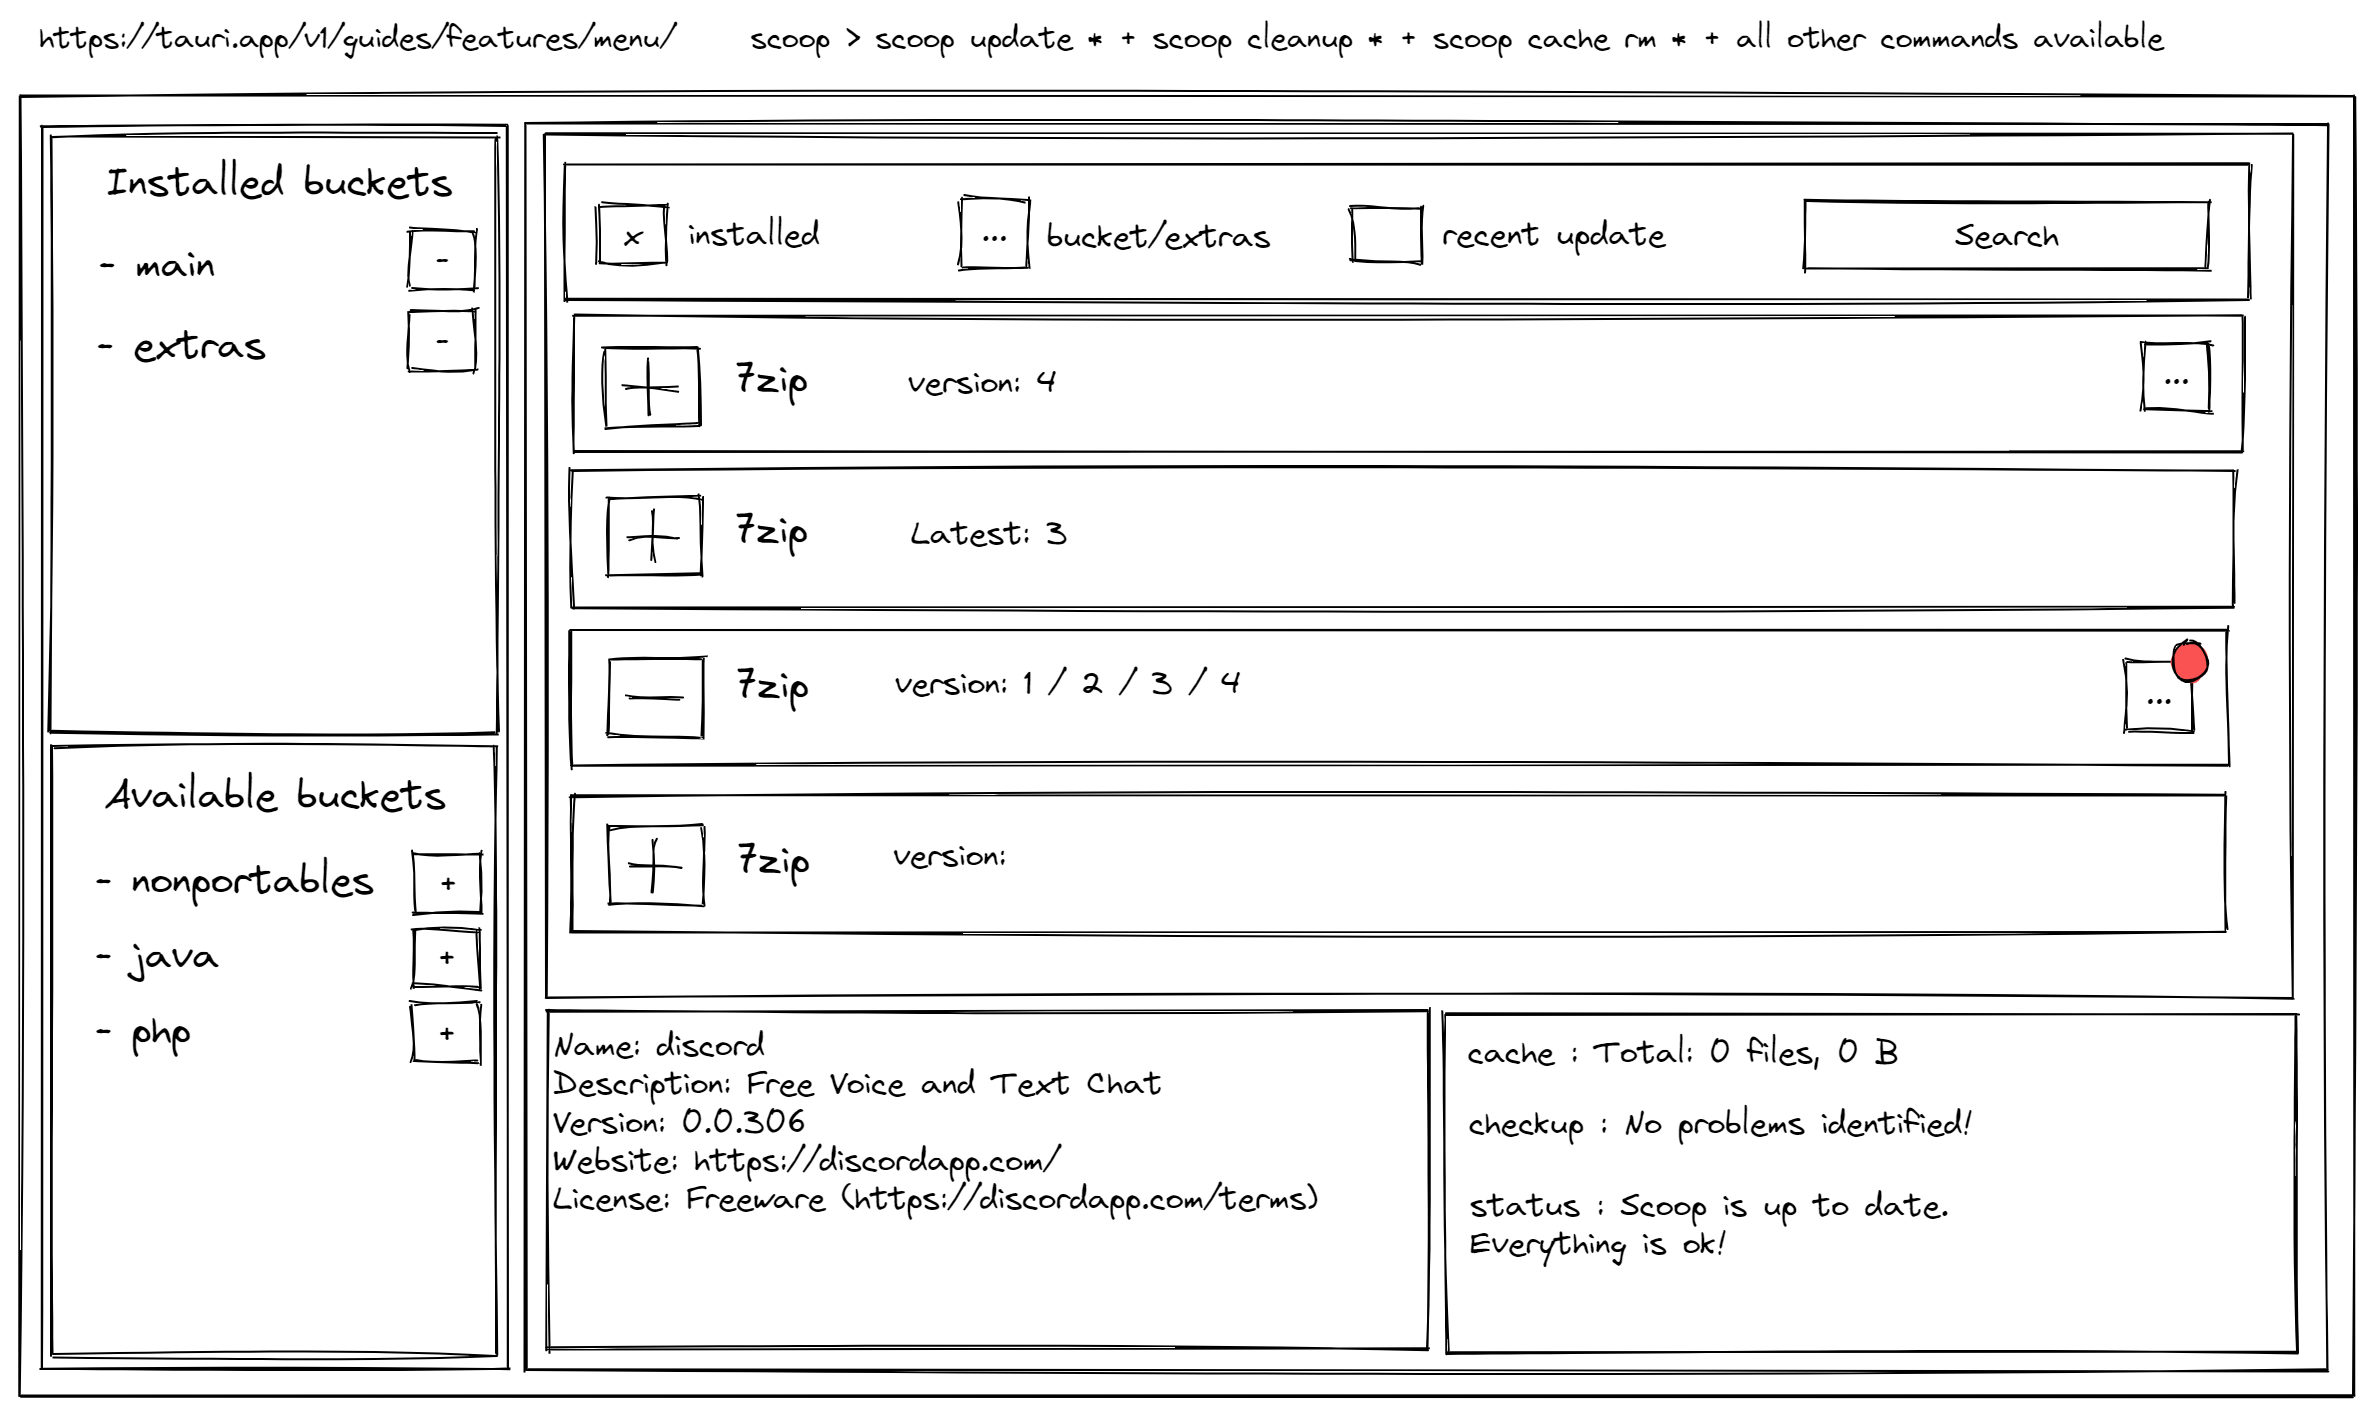 https://tauri.app/v1/guides/features/menu/
scoop > scoop update * + scoop cleanup * + scoop cache rm * + all other commands available
Installed buckets
- main -
- extras -
Available buckets
- nonportables +
- java +
- php +
x installed ... bucket/extras recent update Search
+ 7zip version: 4 ...
+ 7zip Latest: 3
- 7zip version: 1 / 2 / 3 / 4 ...
+ 7zip version:
Name: discord
Description: Free Voice and Text Chat
Version: 0.0.306
Website: https://discordapp.com/
License: Freeware (https://discordapp.com/terms)
cache : Total: 0 files, 0 B
checkup : No problems identified!
status : Scoop is up to date.
Everything is ok!